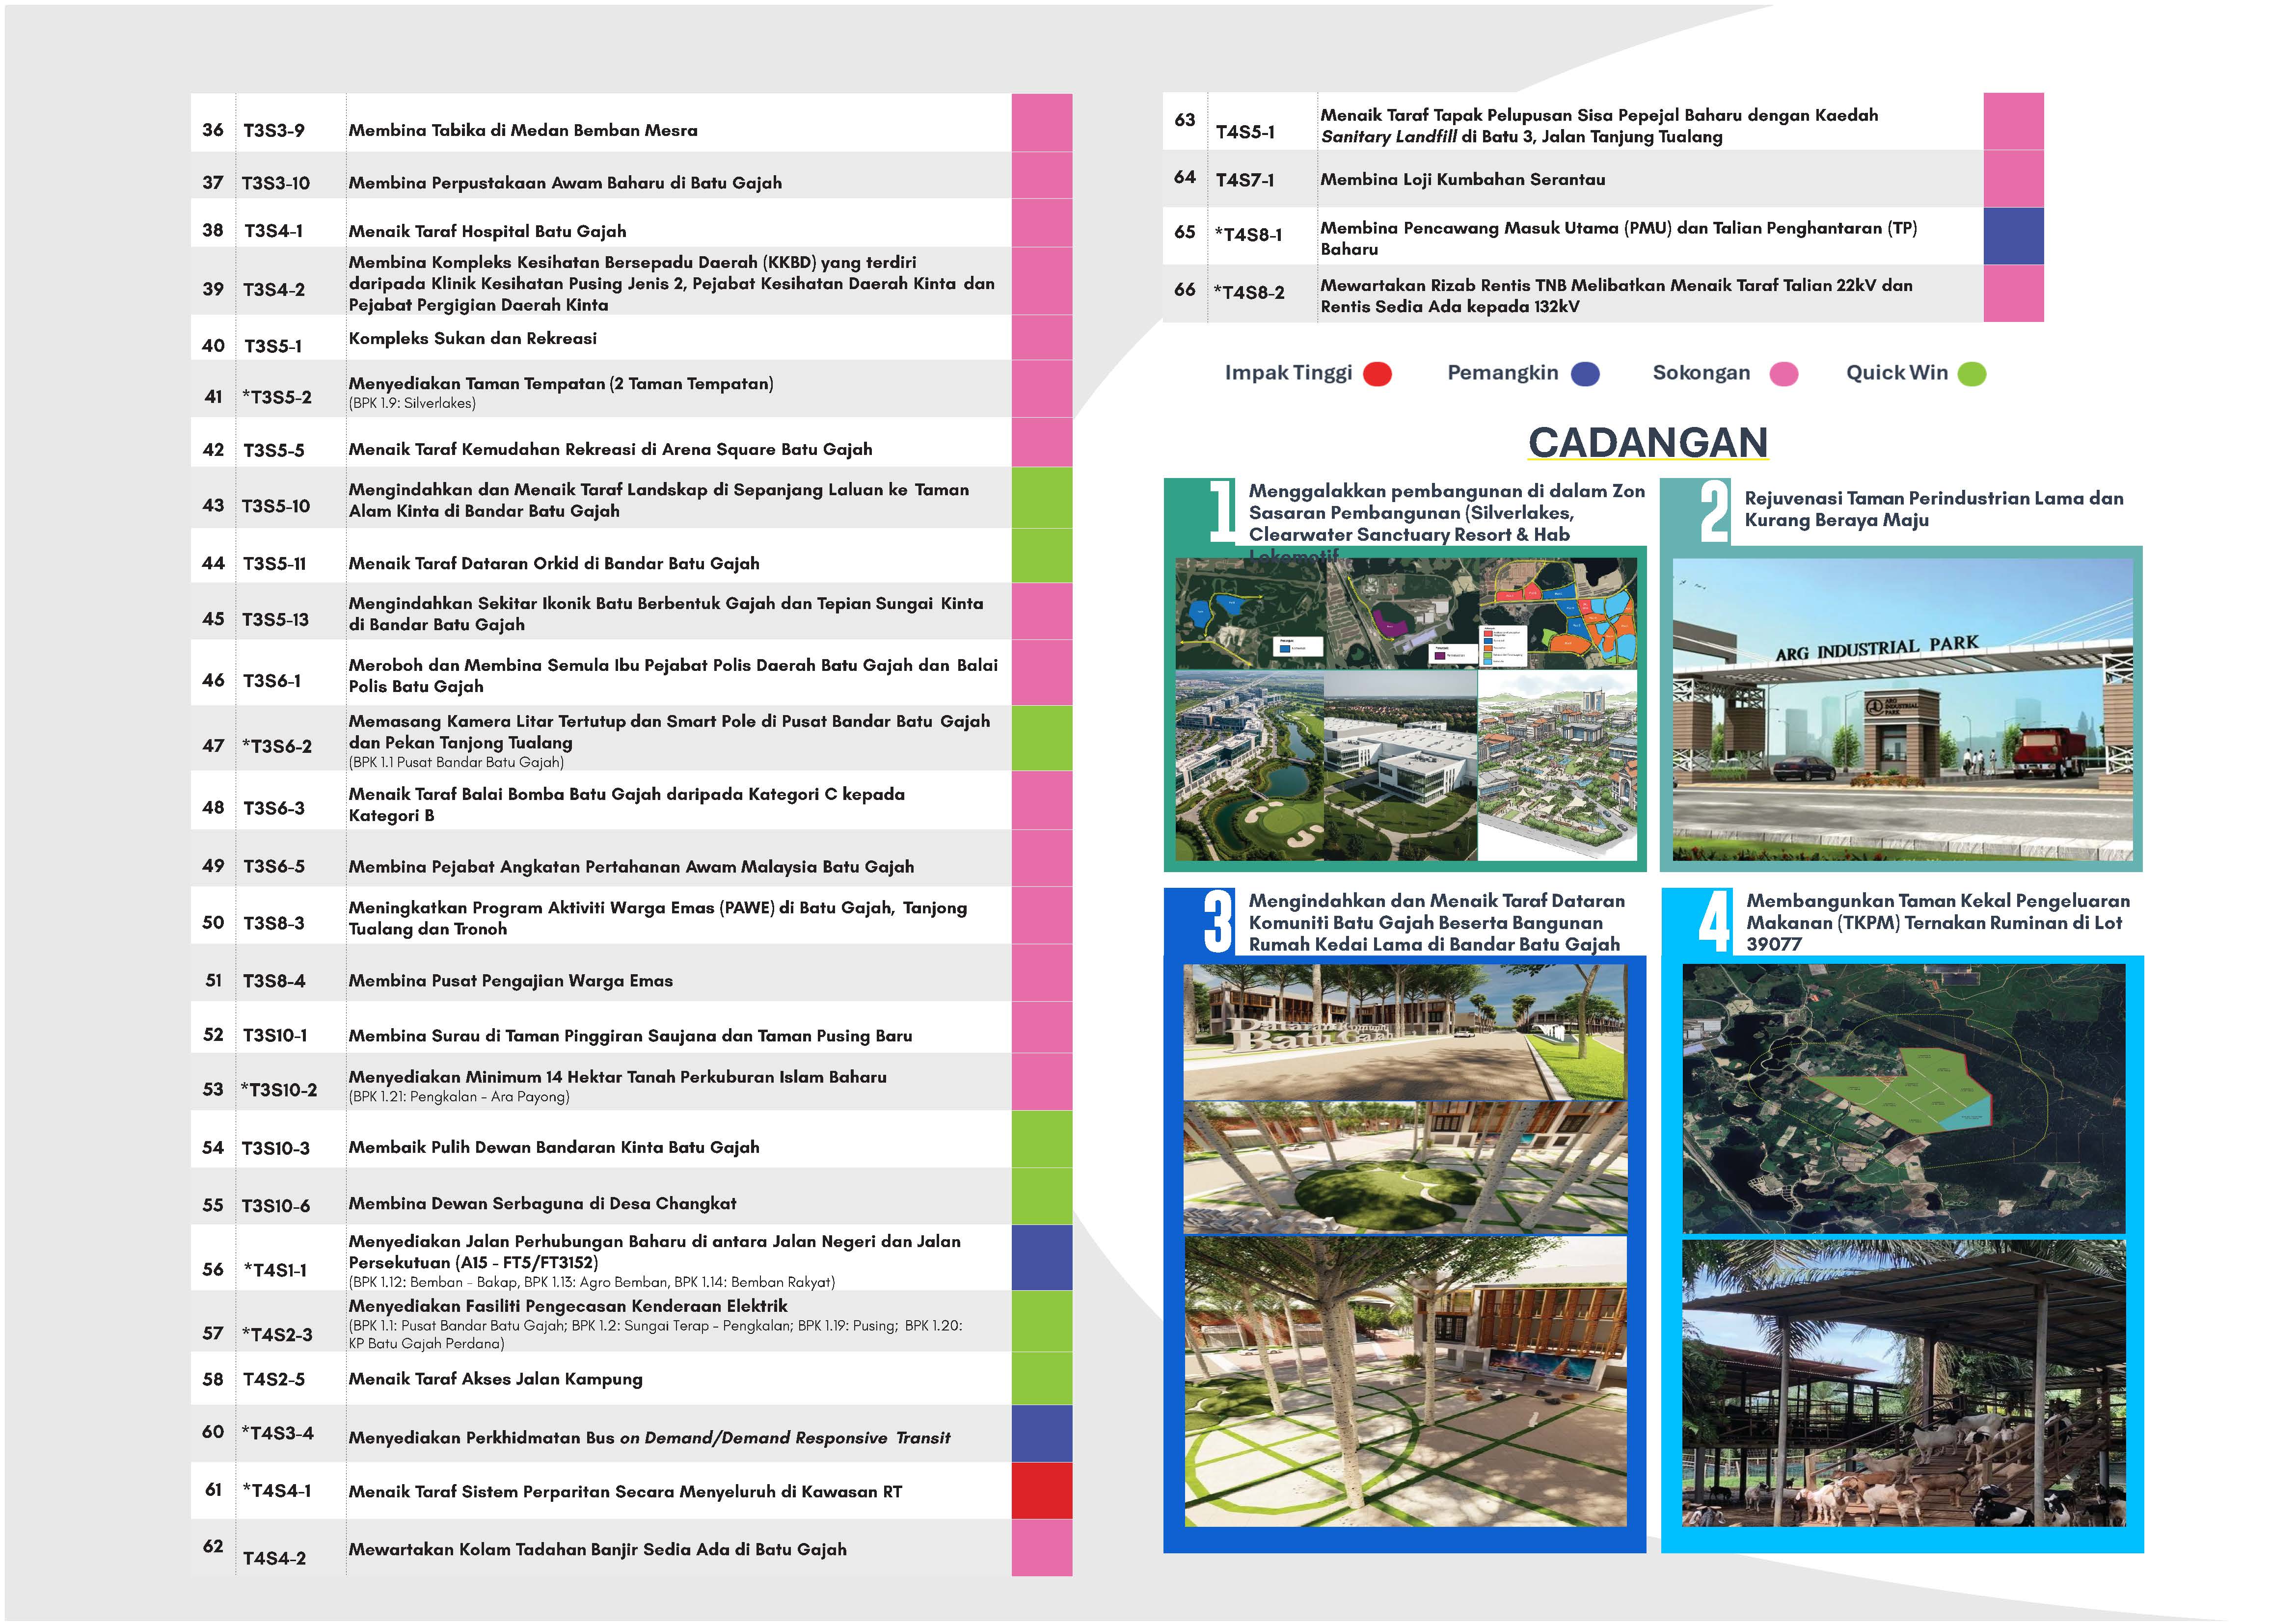 36 T3S3-9 Membina Tabika di Medan Bemban Mesra
37 T3S3-10 Membina Perpustakaan Awam Baharu di Batu Gajah
38 T3S4-1 Menaik Taraf Hospital Batu Gajah
39 T3S4-2 Membina Kompleks Kesihatan Bersepadu Daerah (KKBD) yang terdiri
daripada Klinik Kesihatan Pusing Jenis 2, Pejabat Kesihatan Daerah Kinta dan
Pejabat Pergigian Daerah Kinta
40 T3S5-1 Kompleks Sukan dan Rekreasi
41 *T3S5-2 Menyediakan Taman Tempatan (2 Taman Tempatan)
(BPK 1.9: Silverlakes)
42 T3S5-5 Menaik Taraf Kemudahan Rekreasi di Arena Square Batu Gajah
43 T3S5-10 Mengindahkan dan Menaik Taraf Landskap di Sepanjang Laluan ke Taman
Alam Kinta di Bandar Batu Gajah
44 T3S5-11 Menaik Taraf Dataran Orkid di Bandar Batu Gajah
45 T3S5-13 Mengindahkan Sekitar Ikonik Batu Berbentuk Gajah dan Tepian Sungai Kinta
di Bandar Batu Gajah
46 T3S6-1 Meroboh dan Membina Semula Ibu Pejabat Polis Daerah Batu Gajah dan Balai
Polis Batu Gajah
47 *T3S6-2 Memasang Kamera Litar Tertutup dan Smart Pole di Pusat Bandar Batu Gajah
dan Pekan Tanjong Tualang
(BPK 1.1 Pusat Bandar Batu Gajah)
48 T3S6-3 Menaik Taraf Balai Bomba Batu Gajah daripada Kategori C kepada
Kategori B
49 T3S6-5 Membina Pejabat Angkatan Pertahanan Awam Malaysia Batu Gajah
50 T3S8-3 Meningkatkan Program Aktiviti Warga Emas (PAWE) di Batu Gajah, Tanjong
Tualang dan Tronoh
51 T3S8-4 Membina Pusat Pengajian Warga Emas
52 T3S10-1 Membina Surau di Taman Pinggiran Saujana dan Taman Pusing Baru
53 *T3S10-2 Menyediakan Minimum 14 Hektar Tanah Perkuburan Islam Baharu
(BPK 1.21: Pengkalan - Ara Payong)
54 T3S10-3 Membaik Pulih Dewan Bandaran Kinta Batu Gajah
55 T3S10-6 Membina Dewan Serbaguna di Desa Changkat
56 *T4S1-1 Menyediakan Jalan Perhubungan Baharu di antara Jalan Negeri dan Jalan
Persekutuan (A15 - FT5/FT3152)
(BPK 1.12: Bemban - Bakap, BPK 1.13: Agro Bemban, BPK 1.14: Bemban Rakyat)
57 *T4S2-3 Menyediakan Fasiliti Pengecasan Kenderaan Elektrik
(BPK 1.1: Pusat Bandar Batu Gajah; BPK 1.2: Sungai Terap - Pengkalan; BPK 1.19: Pusing; BPK 1.20:
KP Batu Gajah Perdana)
58 T4S2-5 Menaik Taraf Akses Jalan Kampung
60 *T4S3-4 Menyediakan Perkhidmatan Bus on Demand/Demand Responsive Transit
61 *T4S4-1 Menaik Taraf Sistem Perparitan Secara Menyeluruh di Kawasan RT
62 T4S4-2 Mewartakan Kolam Tadahan Banjir Sedia Ada di Batu Gajah
63 T4S5-1 Menaik Taraf Tapak Pelupusan Sisa Pepejal Baharu dengan Kaedah
Sanitary Landfill di Batu 3, Jalan Tanjung Tualang
64 T4S7-1 Membina Loji Kumbahan Serantau
65 *T4S8-1 Membina Pencawang Masuk Utama (PMU) dan Talian Penghantaran (TP)
Baharu
66 *T4S8-2 Mewartakan Rizab Rentis TNB Melibatkan Menaik Taraf Talian 22kV dan
Rentis Sedia Ada kepada 132kV
Impak Tinggi Pemangkin Sokongan Quick Win
CADANGAN
1 Menggalakkan pembangunan di dalam Zon
Sasaran Pembangunan (Silverlakes,
Clearwater Sanctuary Resort & Hab
Lokomotif
2 Rejuvenasi Taman Perindustrian Lama dan
Kurang Beraya Maju
ARG INDUSTRIAL PARK
ARG
INDUSTRIAL
PARK
3 Mengindahkan dan Menaik Taraf Dataran
Komuniti Batu Gajah Beserta Bangunan
Rumah Kedai Lama di Bandar Batu Gajah
Dataran Komuniti
Batu Gajah
4 Membangunkan Taman Kekal Pengeluaran
Makanan (TKPM) Ternakan Ruminan di Lot
39077